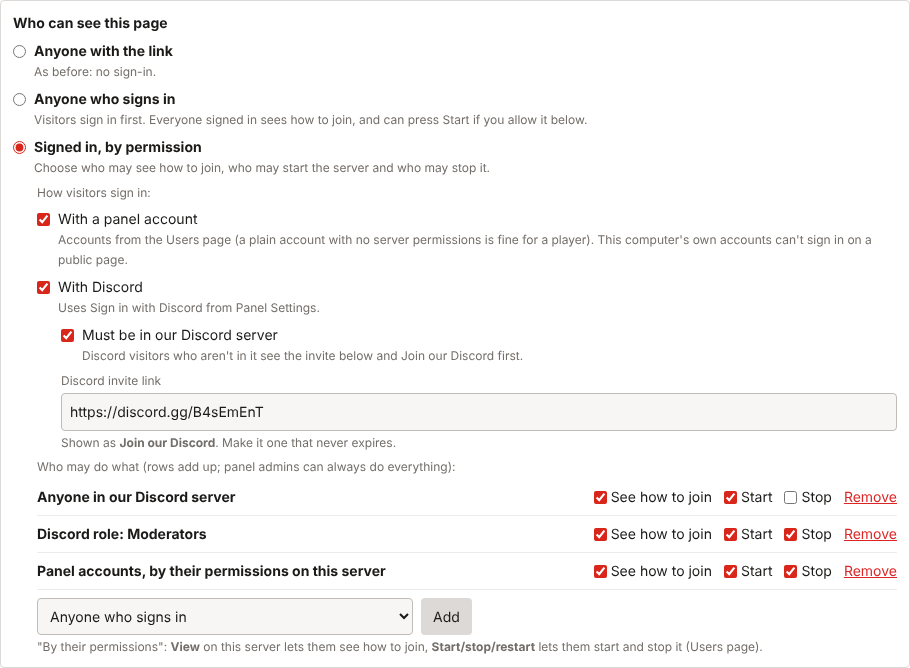 Who can see this page
Anyone with the link
As before: no sign-in.
Anyone who signs in
Visitors sign in first. Everyone signed in sees how to join, and can press Start if you allow it below.
Signed in, by permission
Choose who may see how to join, who may start the server and who may stop it.
How visitors sign in:
With a panel account
Accounts from the Users page (a plain account with no server permissions is fine for a player). This computer's own accounts can't sign in on a
public page.
With Discord
Uses Sign in with Discord from Panel Settings.
Must be in our Discord server
Discord visitors who aren't in it see the invite below and Join our Discord first.
Discord invite link
https://discord.gg/B4sEmEnT
Shown as Join our Discord. Make it one that never expires.
Who may do what (rows add up; panel admins can always do everything):
Anyone in our Discord server See how to join Start Stop Remove
Discord role: Moderators See how to join Start Stop Remove
Panel accounts, by their permissions on this server See how to join Start Stop Remove
Anyone who signs in Add
"By their permissions": View on this server lets them see how to join, Start/stop/restart lets them start and stop it (Users page).